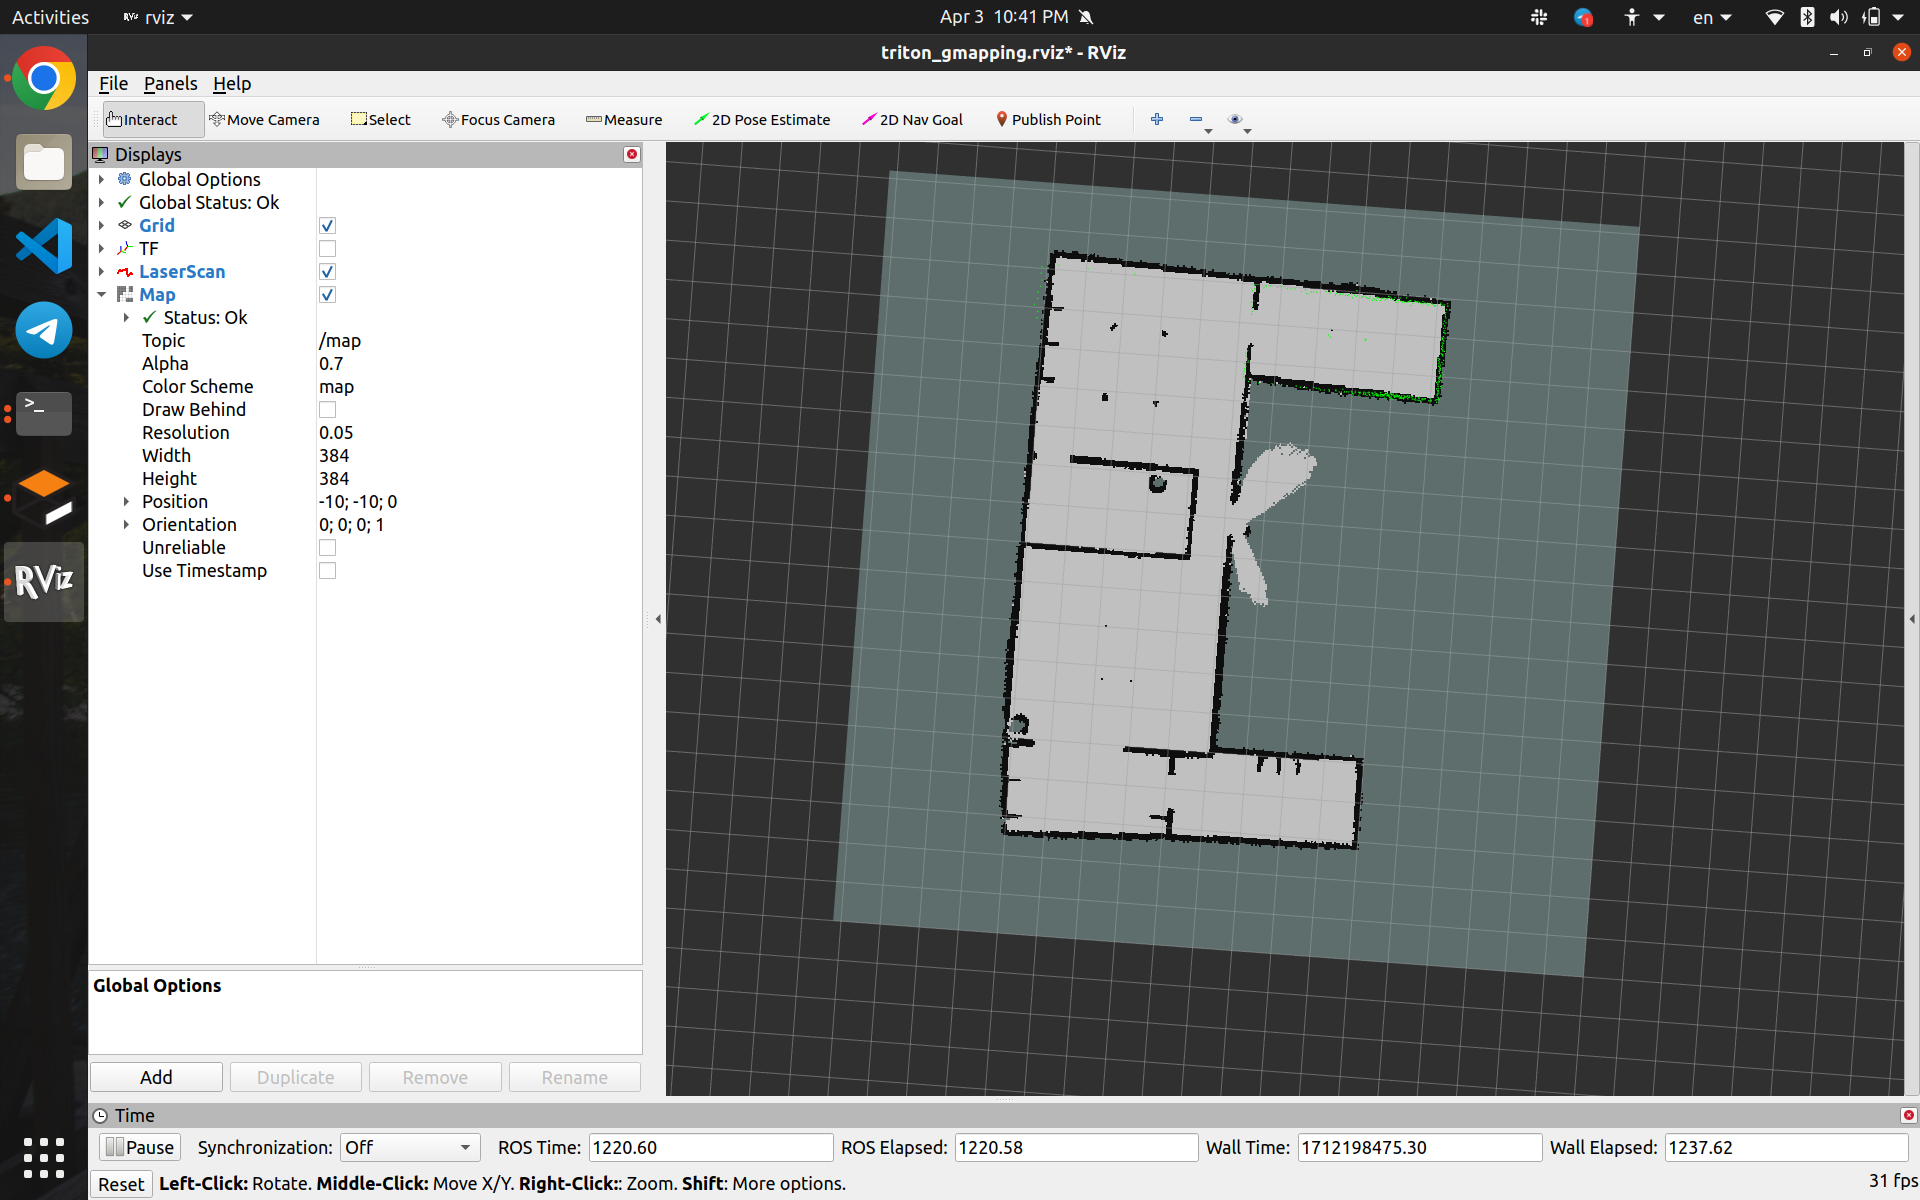 Activities RViz rviz Apr 3 10:41 PM 1 en
triton_gmapping.rviz* - RViz
File Panels Help
Interact Move Camera Select Focus Camera Measure 2D Pose Estimate 2D Nav Goal Publish Point
Displays
Global Options
Global Status: Ok
Grid
TF
LaserScan
Map
Status: Ok
Topic /map
Alpha 0.7
Color Scheme map
Draw Behind
Resolution 0.05
Width 384
Height 384
Position -10; -10; 0
Orientation 0; 0; 0; 1
Unreliable
Use Timestamp
RViz
Global Options
Add Duplicate Remove Rename
Time
Pause Synchronization: Off ROS Time: 1220.60 ROS Elapsed: 1220.58 Wall Time: 1712198475.30 Wall Elapsed: 1237.62
Reset Left-Click: Rotate. Middle-Click: Move X/Y. Right-Click:: Zoom. Shift: More options. 31 fps